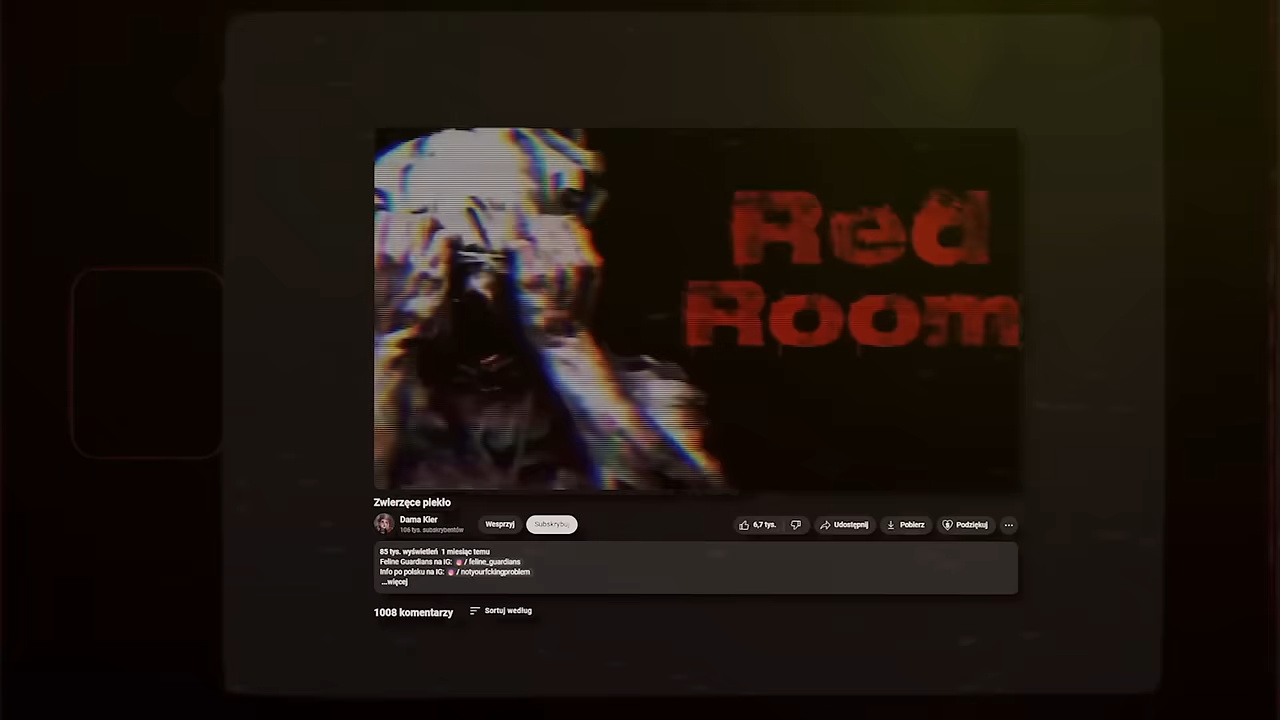 Red
Room
Zwierzęce piekło
Dama Kier
106 tys. subskrybentów
Wesprzyj
Subskrybuj
6,7 tys.
Udostępnij
Pobierz
Podziękuj
85 tys. wyświetleń 1 miesiąc temu
Feline Guardians na IG: / feline_guardians
Info po polsku na IG: / notyourfckingproblem
...więcej
1008 komentarzy
Sortuj według